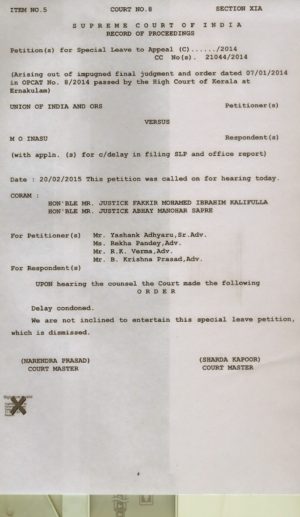 ITEM NO.5 COURT NO.8 SECTION XIA
S U P R E M E C O U R T O F I N D I A
RECORD OF PROCEEDINGS
Petition(s) for Special Leave to Appeal (C)....../2014
CC No(s). 21044/2014
(Arising out of impugned final judgment and order dated 07/01/2014
in OPCAT No. 8/2014 passed by the High Court of Kerala at
Ernakulam)
UNION OF INDIA AND ORS Petitioner(s)
VERSUS
M O INASU Respondent(s)
(with appln. (s) for c/delay in filing SLP and office report)
Date : 20/02/2015 This petition was called on for hearing today.
CORAM :
HON'BLE MR. JUSTICE FAKKIR MOHAMED IBRAHIM KALIFULLA
HON'BLE MR. JUSTICE ABHAY MANOHAR SAPRE
For Petitioner(s) Mr. Yashank Adhyaru,Sr.Adv.
Ms. Rekha Pandey,Adv.
Mr. R.K. Verma,Adv.
Mr. B. Krishna Prasad,Adv.
For Respondent(s)
UPON hearing the counsel the Court made the following
O R D E R
Delay condoned.
We are not inclined to entertain this special leave petition,
which is dismissed.
(NARENDRA PRASAD) (SHARDA KAPOOR)
COURT MASTER COURT MASTER